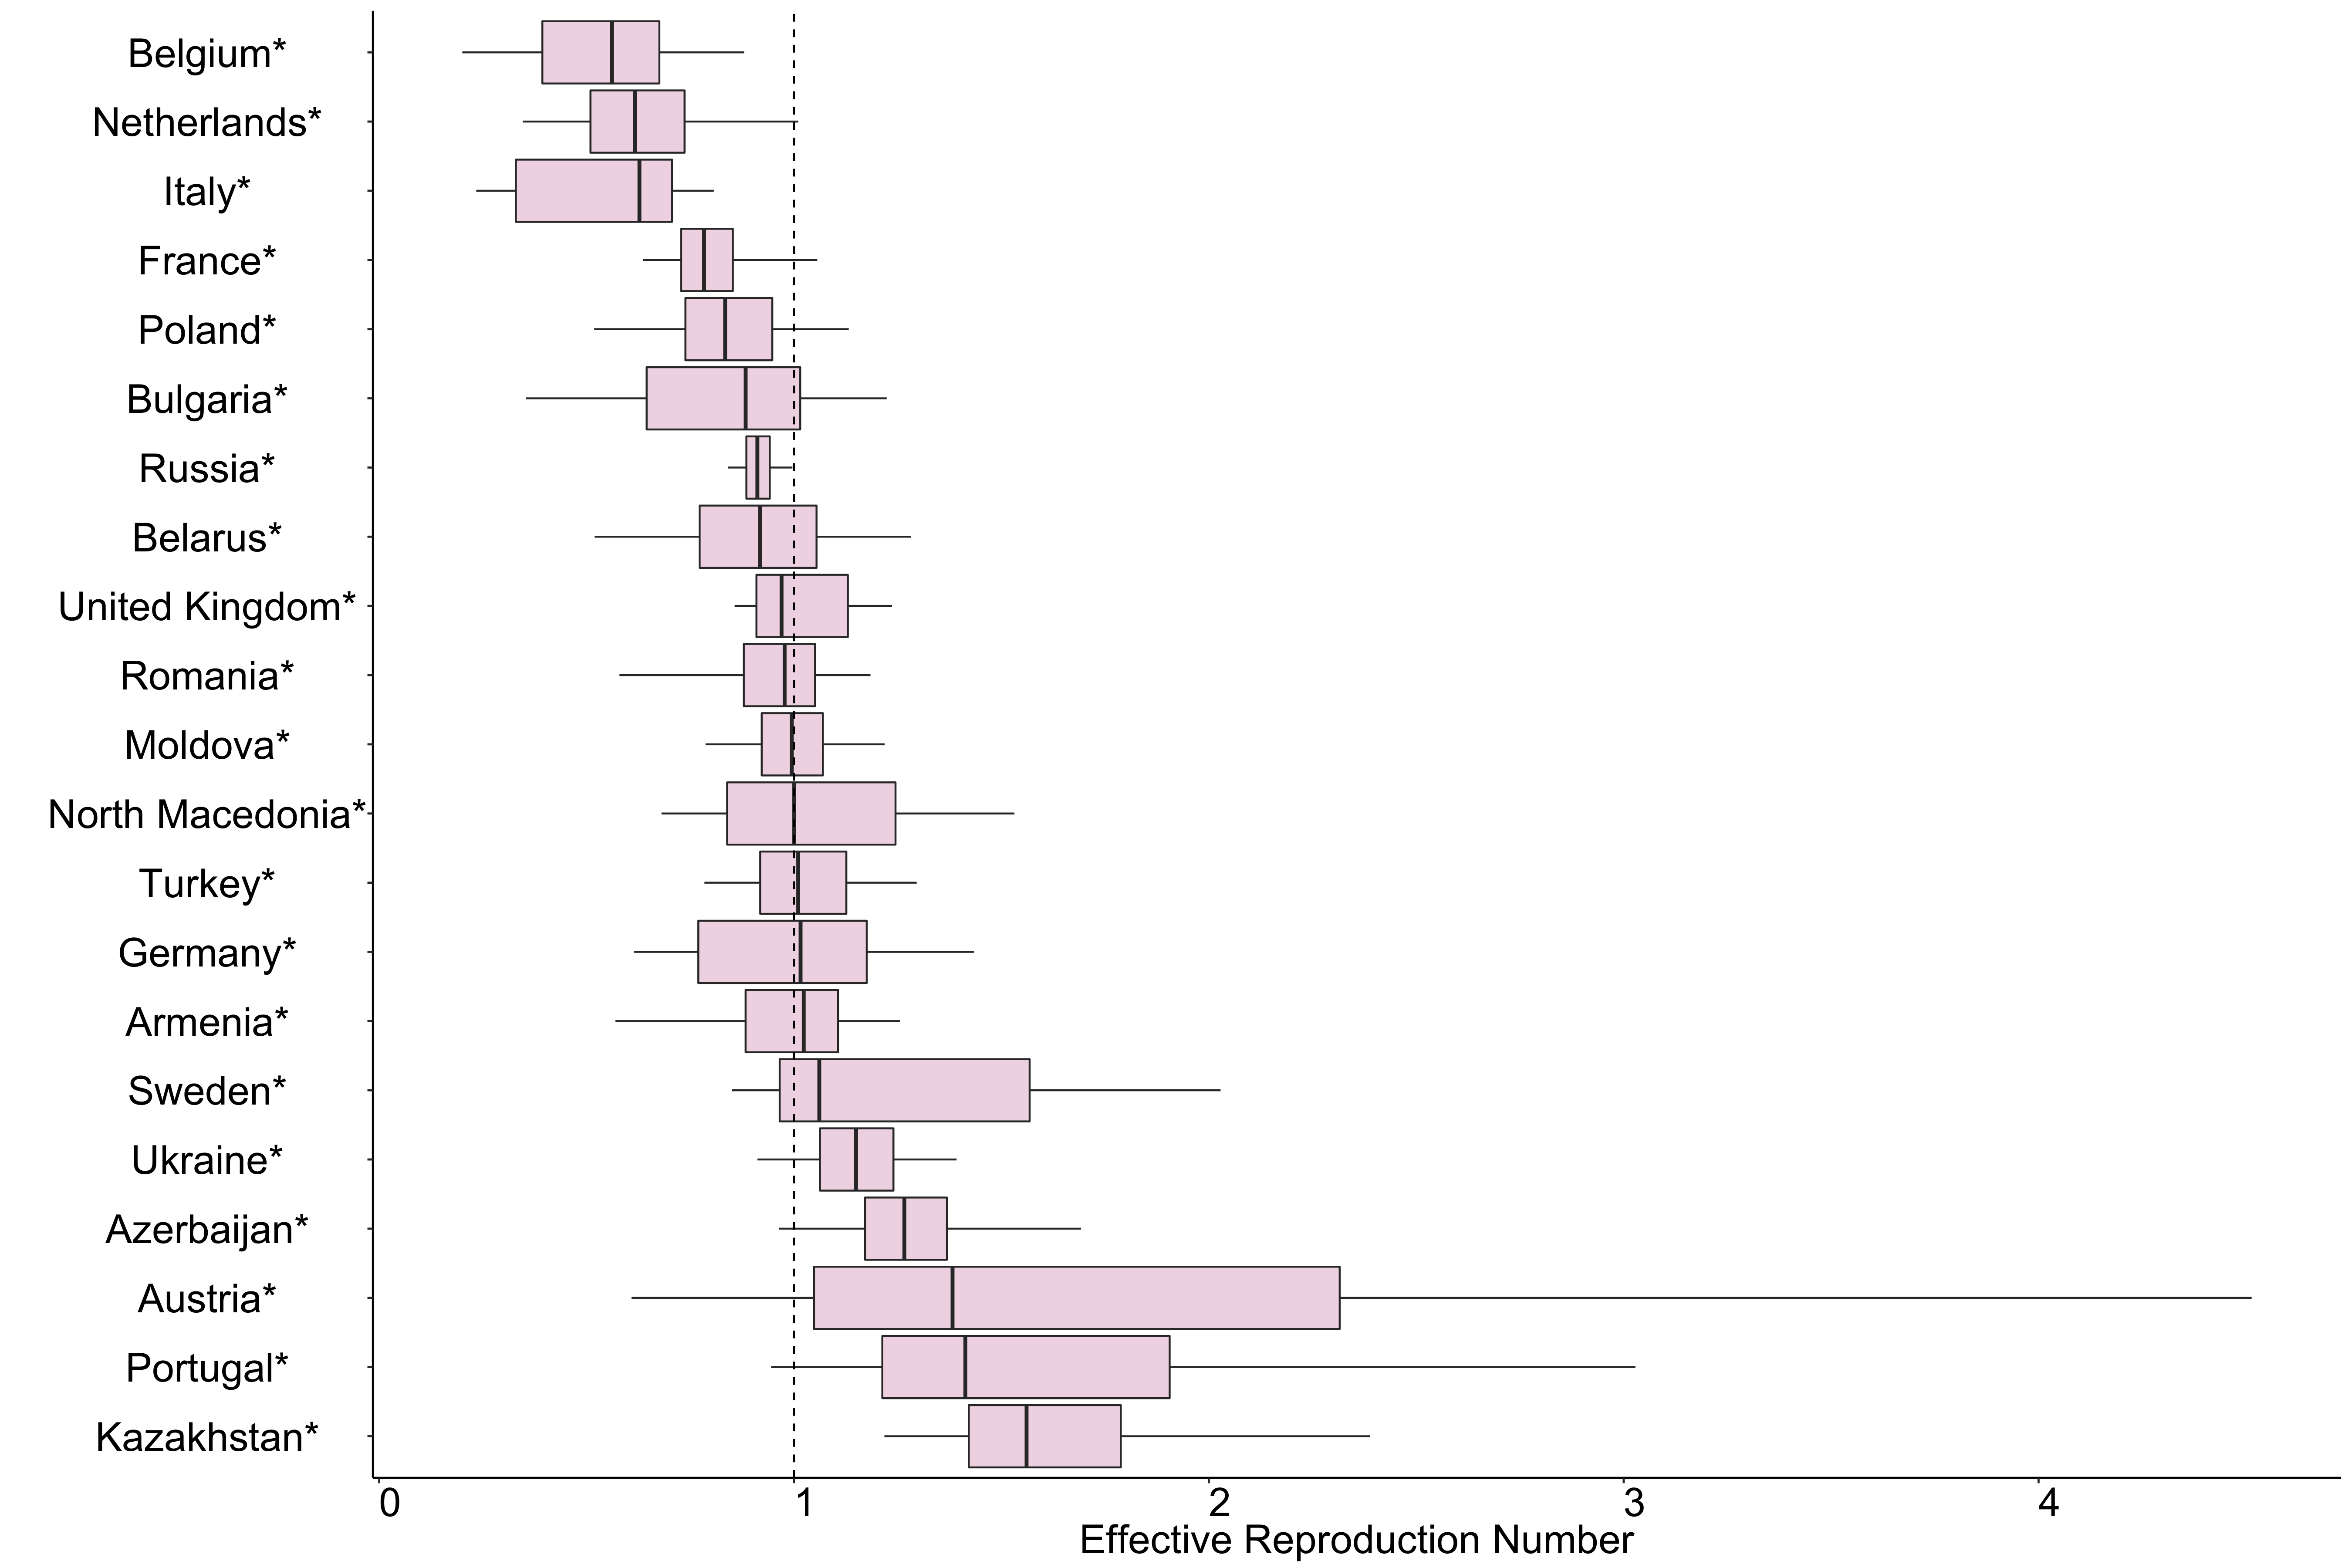 Belgium*
Netherlands*
Italy*
France*
Poland*
Bulgaria*
Russia*
Belarus*
United Kingdom*
Romania*
Moldova*
North Macedonia*
Turkey*
Germany*
Armenia*
Sweden*
Ukraine*
Azerbaijan*
Austria*
Portugal*
Kazakhstan*
0 1 2 3 4
Effective Reproduction Number